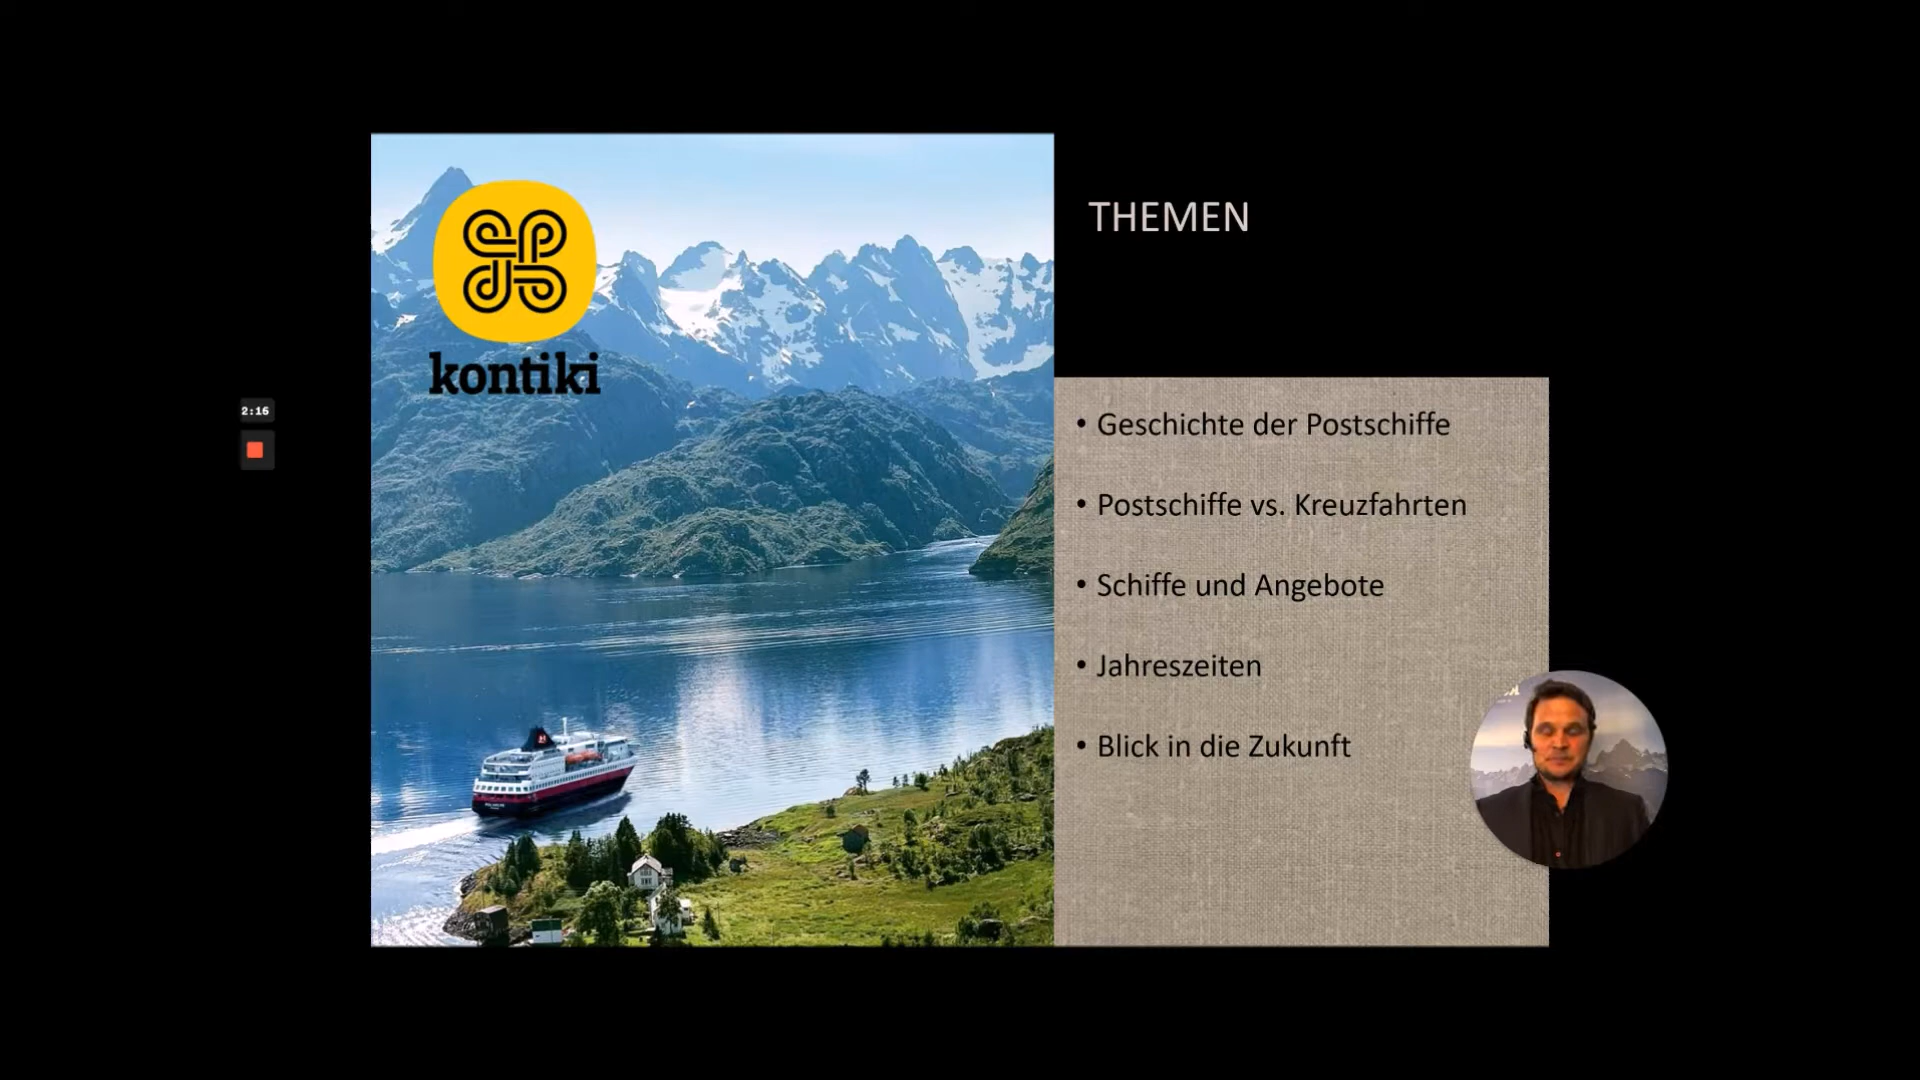 kontiki
2:16
THEMEN
• Geschichte der Postschiffe
• Postschiffe vs. Kreuzfahrten
• Schiffe und Angebote
• Jahreszeiten
• Blick in die Zukunft